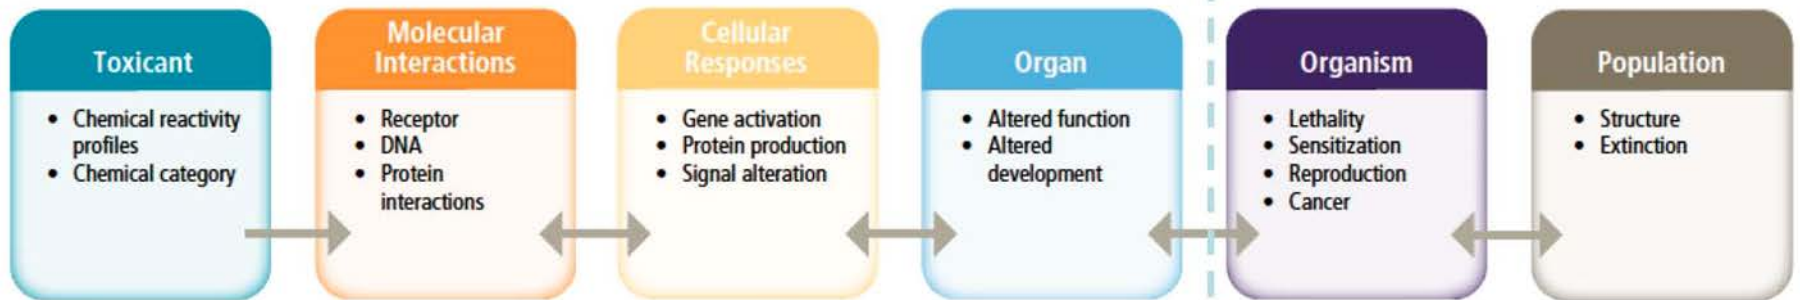 Toxicant
• Chemical reactivity
profiles
• Chemical category
Molecular
Interactions
• Receptor
• DNA
• Protein
interactions
Cellular
Responses
• Gene activation
• Protein production
• Signal alteration
Organ
• Altered function
• Altered
development
Organism
• Lethality
• Sensitization
• Reproduction
• Cancer
Population
• Structure
• Extinction